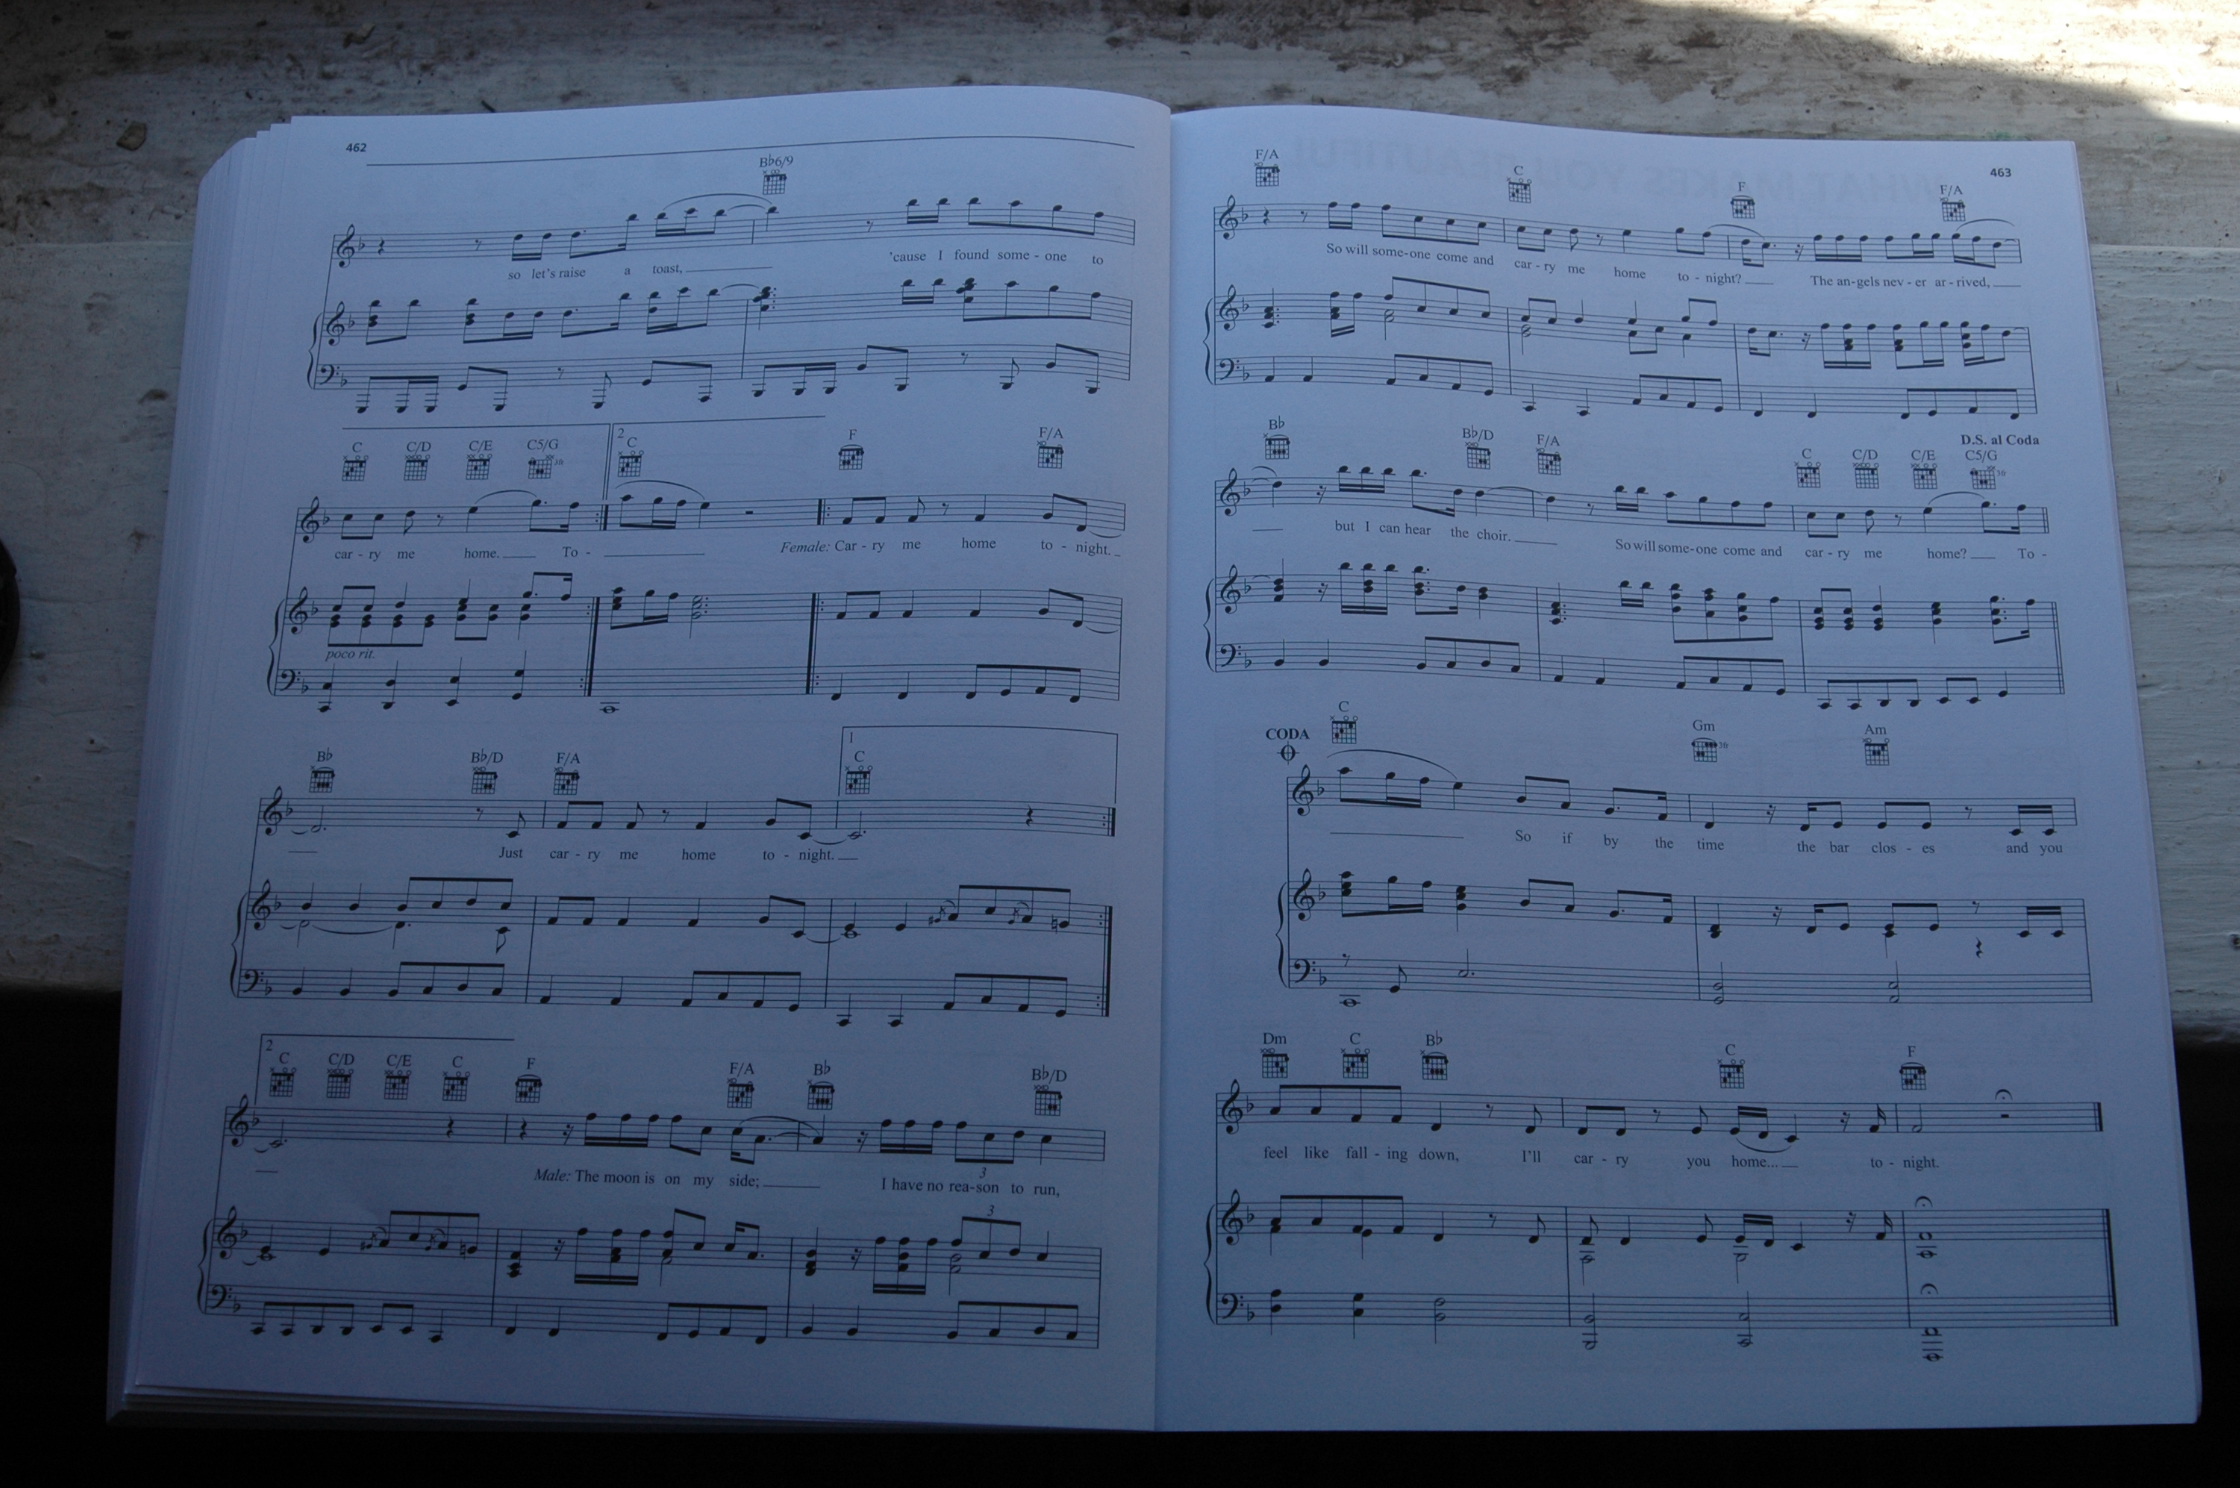 462
B♭6/9
so let's raise a toast, 'cause I found some - one to
C C/D C/E C5/G 2 C F F/A
car - ry me home. To - Female: Car - ry me home to - night.
poco rit.
B♭ B♭/D F/A 1 C
Just car - ry me home to - night.
2 C C/D C/E C F F/A B♭ B♭/D
Male: The moon is on my side; I have no rea-son to run,
3
3
463
F/A C F F/A
So will some-one come and car - ry me home to - night? The an-gels nev - er ar - rived,
D.S. al Coda
B♭ B♭/D F/A C C/D C/E C5/G
but I can hear the choir. So will some-one come and car - ry me home? To -
CODA
C Gm Am
So if by the time the bar clos - es and you
Dm C B♭ C F
feel like fall - ing down, I'll car - ry you home... to - night.